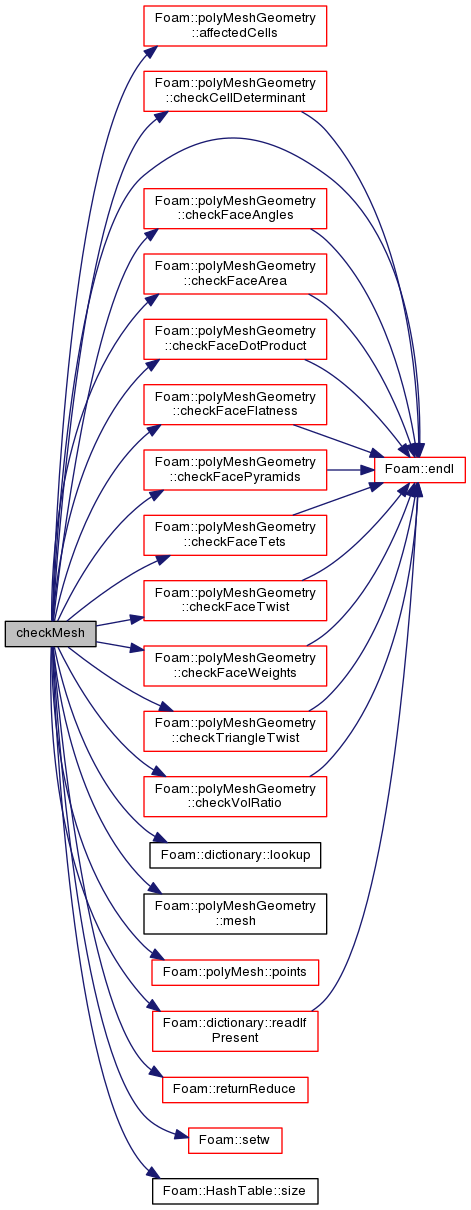 Foam::polyMeshGeometry
::affectedCells
Foam::polyMeshGeometry
::checkCellDeterminant
Foam::polyMeshGeometry
::checkFaceAngles
Foam::polyMeshGeometry
::checkFaceArea
Foam::polyMeshGeometry
::checkFaceDotProduct
Foam::polyMeshGeometry
::checkFaceFlatness
Foam::polyMeshGeometry
::checkFacePyramids
Foam::endl
Foam::polyMeshGeometry
::checkFaceTets
Foam::polyMeshGeometry
::checkFaceTwist
checkMesh
Foam::polyMeshGeometry
::checkFaceWeights
Foam::polyMeshGeometry
::checkTriangleTwist
Foam::polyMeshGeometry
::checkVolRatio
Foam::dictionary::lookup
Foam::polyMeshGeometry
::mesh
Foam::polyMesh::points
Foam::dictionary::readIf
Present
Foam::returnReduce
Foam::setw
Foam::HashTable::size